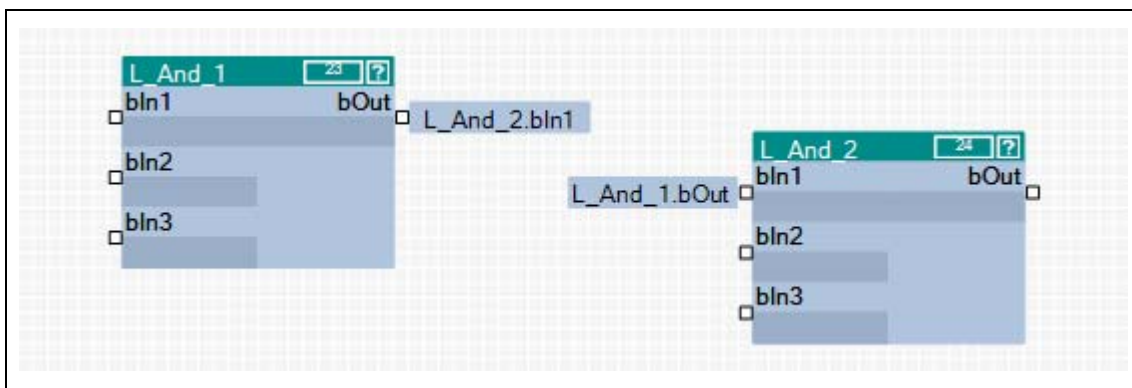 L_And_1 23 ?
bIn1 bOut
L_And_2.bIn1
bIn2
bIn3
L_And_2 24 ?
L_And_1.bOut
bIn1 bOut
bIn2
bIn3